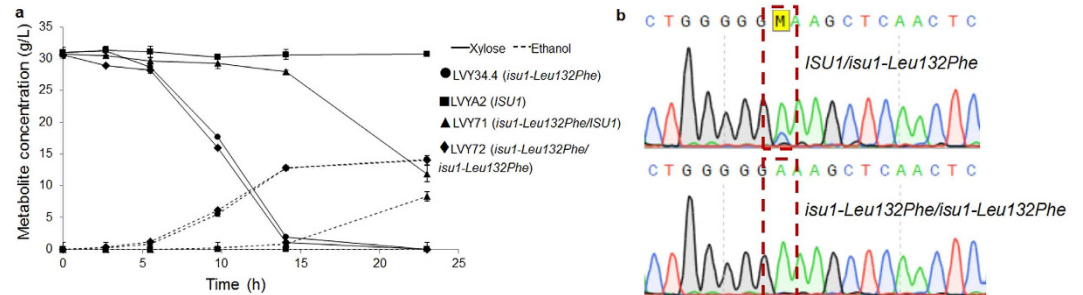 a
Metabolite concentration (g/L)
35
30
25
20
15
10
5
0
0
5
10
15
20
25
Time (h)
Xylose
Ethanol
LVY34.4 (isu1-Leu132Phe)
LVYA2 (ISU1)
LVY71 (isu1-Leu132Phe/ISU1)
LVY72 (isu1-Leu132Phe/
isu1-Leu132Phe)
b
C T G G G G G M A A G C T C A A C T C
ISU1/isu1-Leu132Phe
C T G G G G G A A A G C T C A A C T C
isu1-Leu132Phe/isu1-Leu132Phe